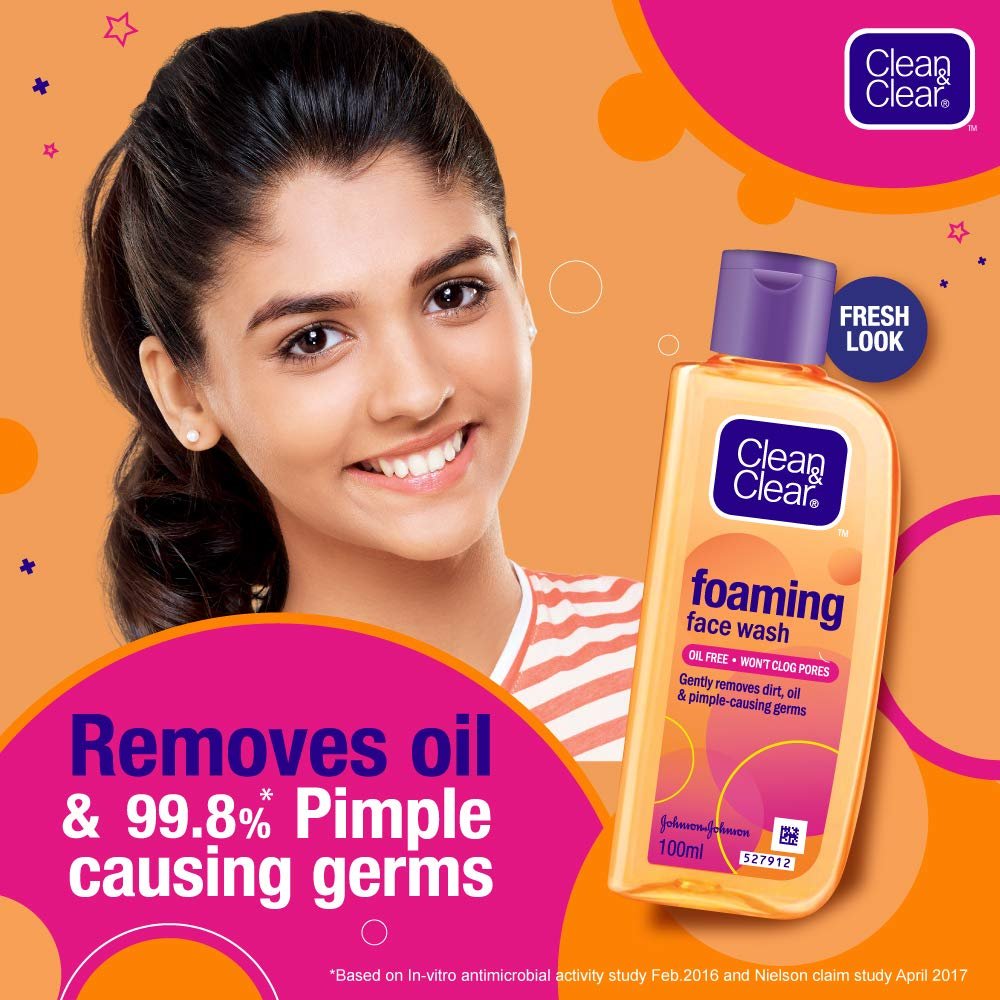 Clean
&
Clear®
TM
FRESH
LOOK
Clean
&
Clear®
TM
foaming
face wash
OIL FREE • WON'T CLOG PORES
Gently removes dirt, oil
& pimple-causing germs
Johnson & Johnson
100ml
527912
Removes oil
& 99.8%* Pimple
causing germs
*Based on In-vitro antimicrobial activity study Feb.2016 and Nielson claim study April 2017